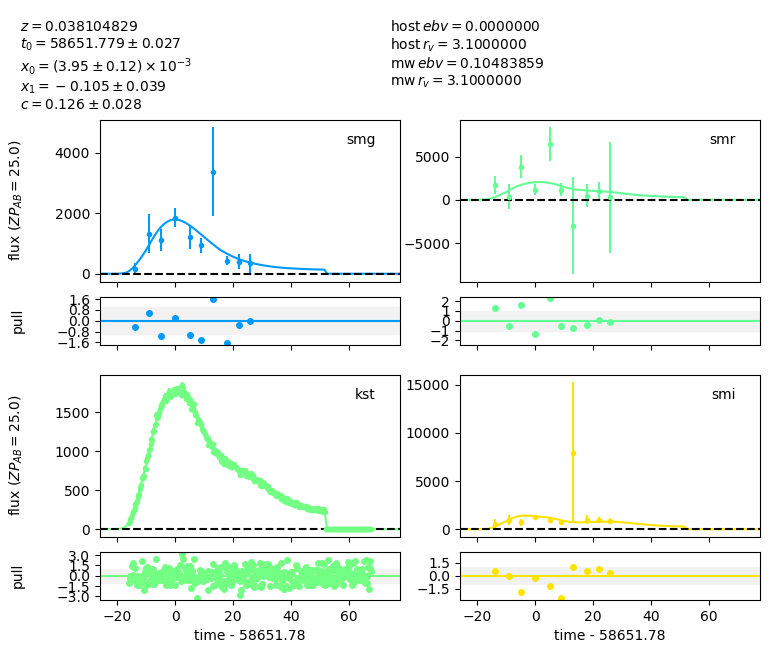 z = 0.038104829
t₀ = 58651.779 ± 0.027
x₀ = (3.95 ± 0.12) × 10⁻³
x₁ = −0.105 ± 0.039
c = 0.126 ± 0.028
host ebv = 0.0000000
host r_v = 3.1000000
mw ebv = 0.10483859
mw r_v = 3.1000000
smg
flux (ZP_AB = 25.0)
4000
2000
0
smr
5000
0
−5000
pull
1.6
0.8
0.0
−0.8
−1.6
2
1
0
−1
−2
kst
flux (ZP_AB = 25.0)
1500
1000
500
0
smi
15000
10000
5000
0
pull
3.0
1.5
0.0
−1.5
−3.0
1.5
0.0
−1.5
−20 0 20 40 60
−20 0 20 40 60
time - 58651.78
time - 58651.78